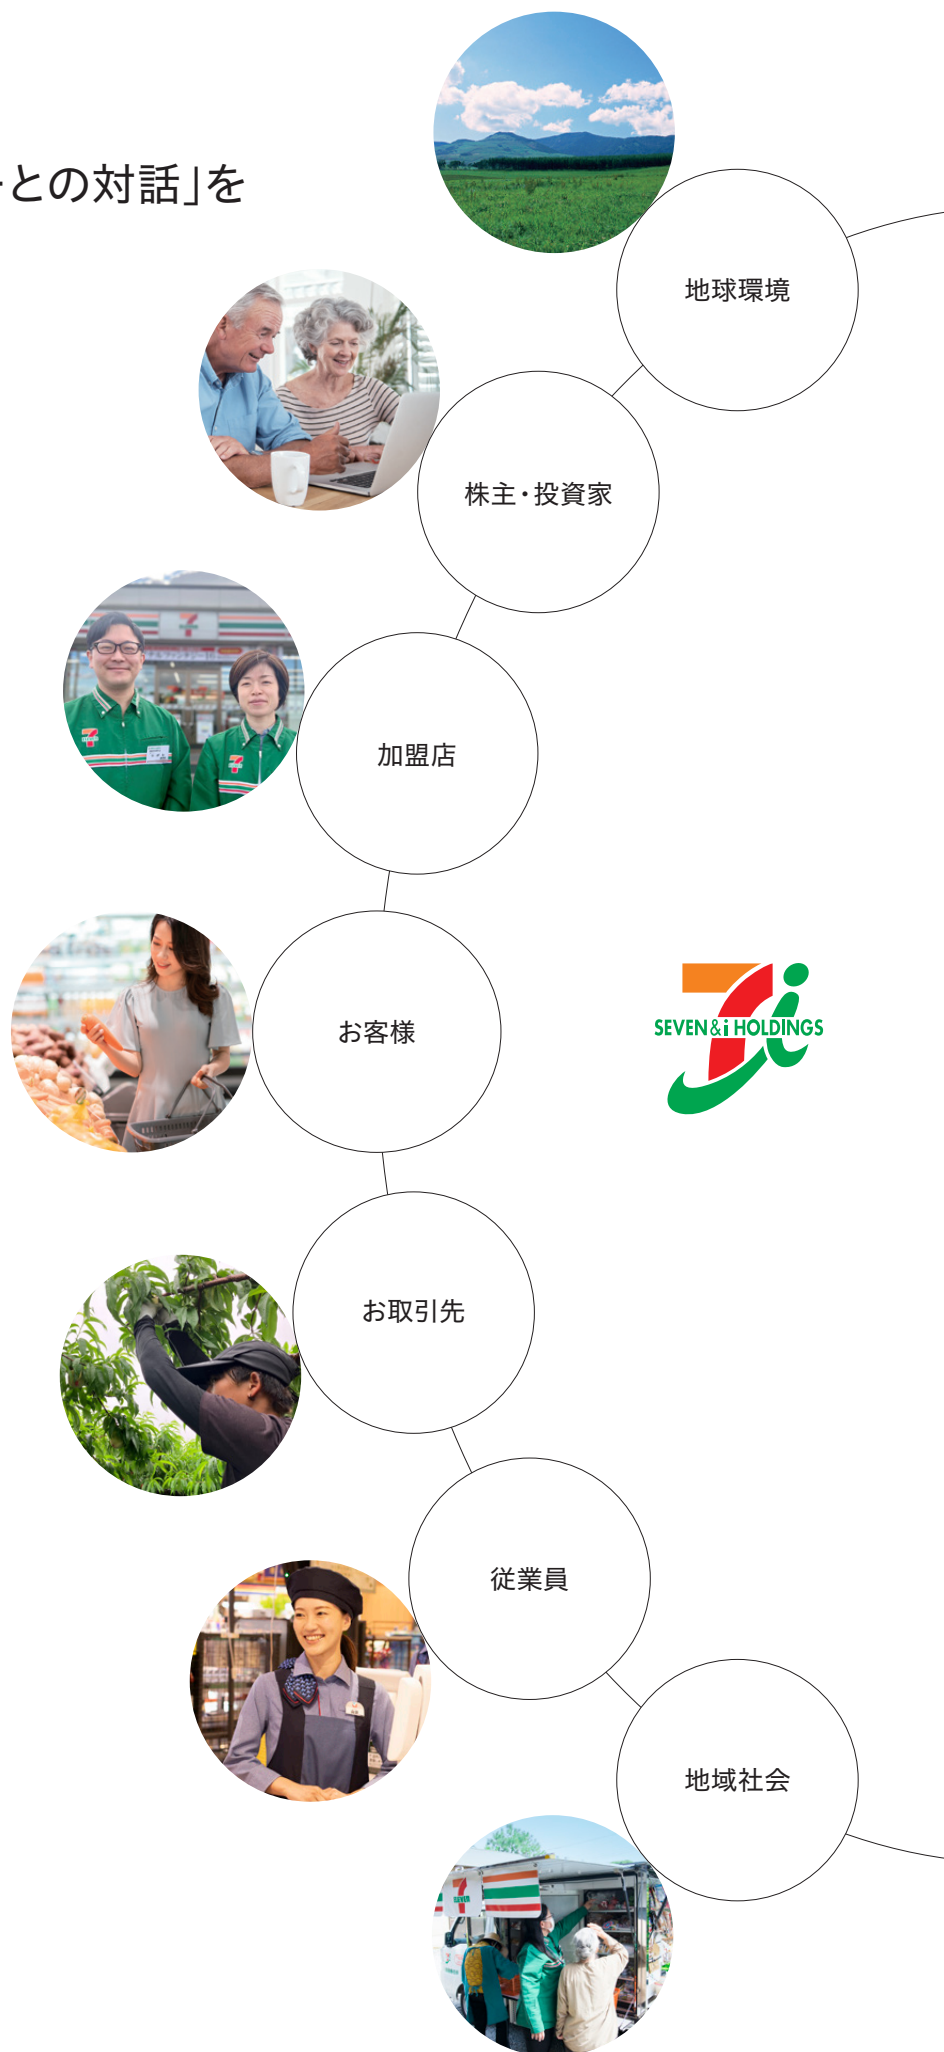 ーとの対話」を
地球環境
株主・投資家
加盟店
お客様
SEVEN&i HOLDINGS
お取引先
従業員
地域社会